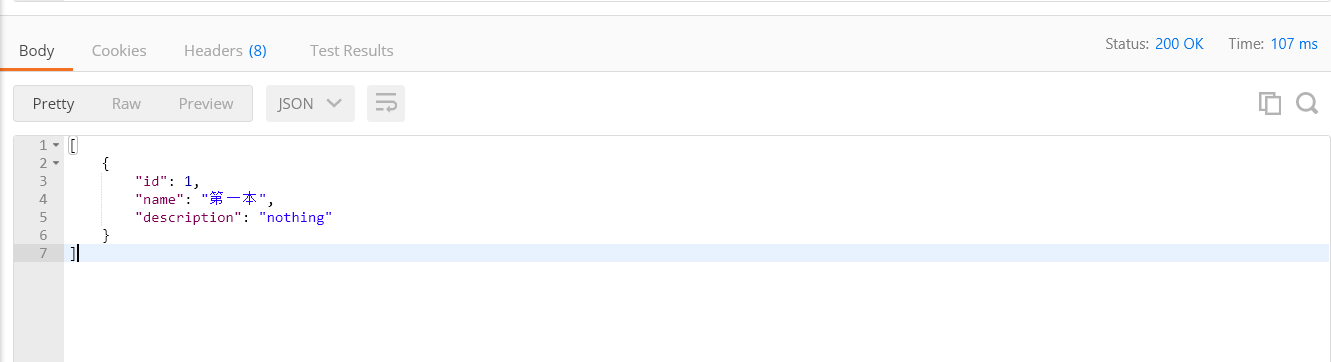 Body Cookies Headers (8) Test Results Status: 200 OK Time: 107 ms
Pretty Raw Preview JSON
1 [
2 {
3 "id": 1,
4 "name": "第一本",
5 "description": "nothing"
6 }
7 ]